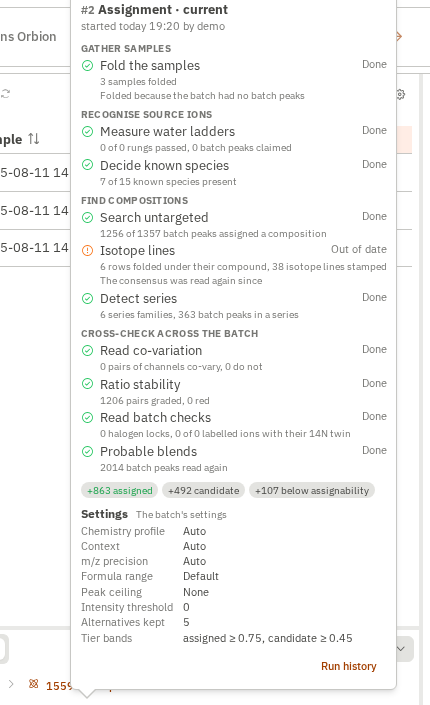 #2 Assignment · current
started today 19:20 by demo
ns Orbion
GATHER SAMPLES
Fold the samples Done
3 samples folded
Folded because the batch had no batch peaks
RECOGNISE SOURCE IONS
Measure water ladders Done
0 of 0 rungs passed, 0 batch peaks claimed
Decide known species Done
7 of 15 known species present
FIND COMPOSITIONS
Search untargeted Done
1256 of 1357 batch peaks assigned a composition
Isotope lines Out of date
6 rows folded under their compound, 38 isotope lines stamped
The consensus was read again since
Detect series Done
6 series families, 363 batch peaks in a series
CROSS-CHECK ACROSS THE BATCH
Read co-variation Done
0 pairs of channels co-vary, 0 do not
Ratio stability Done
1206 pairs graded, 0 red
Read batch checks Done
0 halogen locks, 0 of 0 labelled ions with their 14N twin
Probable blends Done
2014 batch peaks read again
+863 assigned +492 candidate +107 below assignability
Settings The batch's settings
Chemistry profile Auto
Context Auto
m/z precision Auto
Formula range Default
Peak ceiling None
Intensity threshold 0
Alternatives kept 5
Tier bands assigned ≥ 0.75, candidate ≥ 0.45
Run history
nple
5-08-11 14
5-08-11 14
5-08-11 14